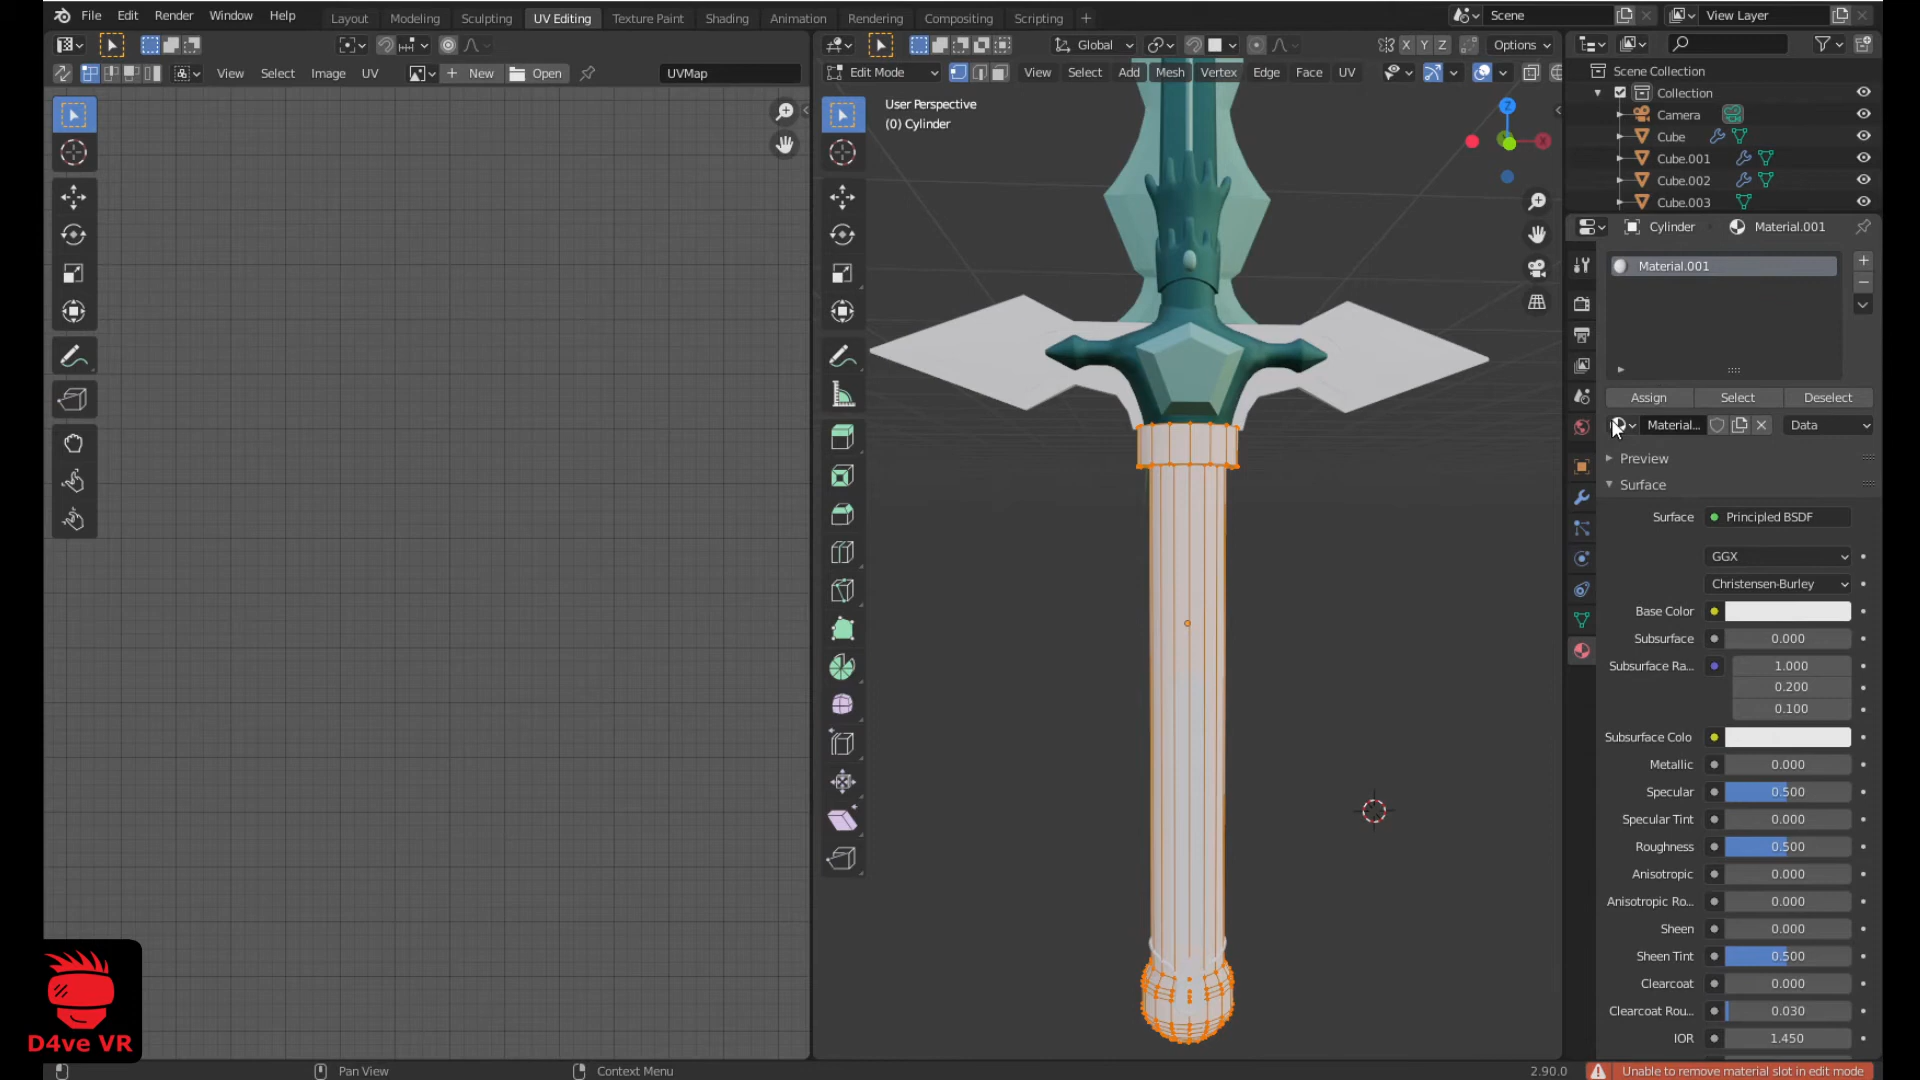 File Edit Render Window Help Layout Modeling Sculpting UV Editing Texture Paint Shading Animation Rendering Compositing Scripting Scene View Layer
Global X Y Z Options
View Select Image UV New Open UVMap Edit Mode View Select Add Mesh Vertex Edge Face UV
Scene Collection
Collection
Camera
Cube
Cube.001
Cube.002
Cube.003
User Perspective
(0) Cylinder
Z
X
Cylinder Material.001
Material.001
Assign Select Deselect
Material... Data
Preview
Surface
Surface Principled BSDF
GGX
Christensen-Burley
Base Color
Subsurface 0.000
Subsurface Ra... 1.000
0.200
0.100
Subsurface Colo
Metallic 0.000
Specular 0.500
Specular Tint 0.000
Roughness 0.500
Anisotropic 0.000
Anisotropic Ro... 0.000
Sheen 0.000
Sheen Tint 0.500
Clearcoat 0.000
Clearcoat Rou... 0.030
IOR 1.450
D4ve VR
Pan View Context Menu 2.90.0 Unable to remove material slot in edit mode